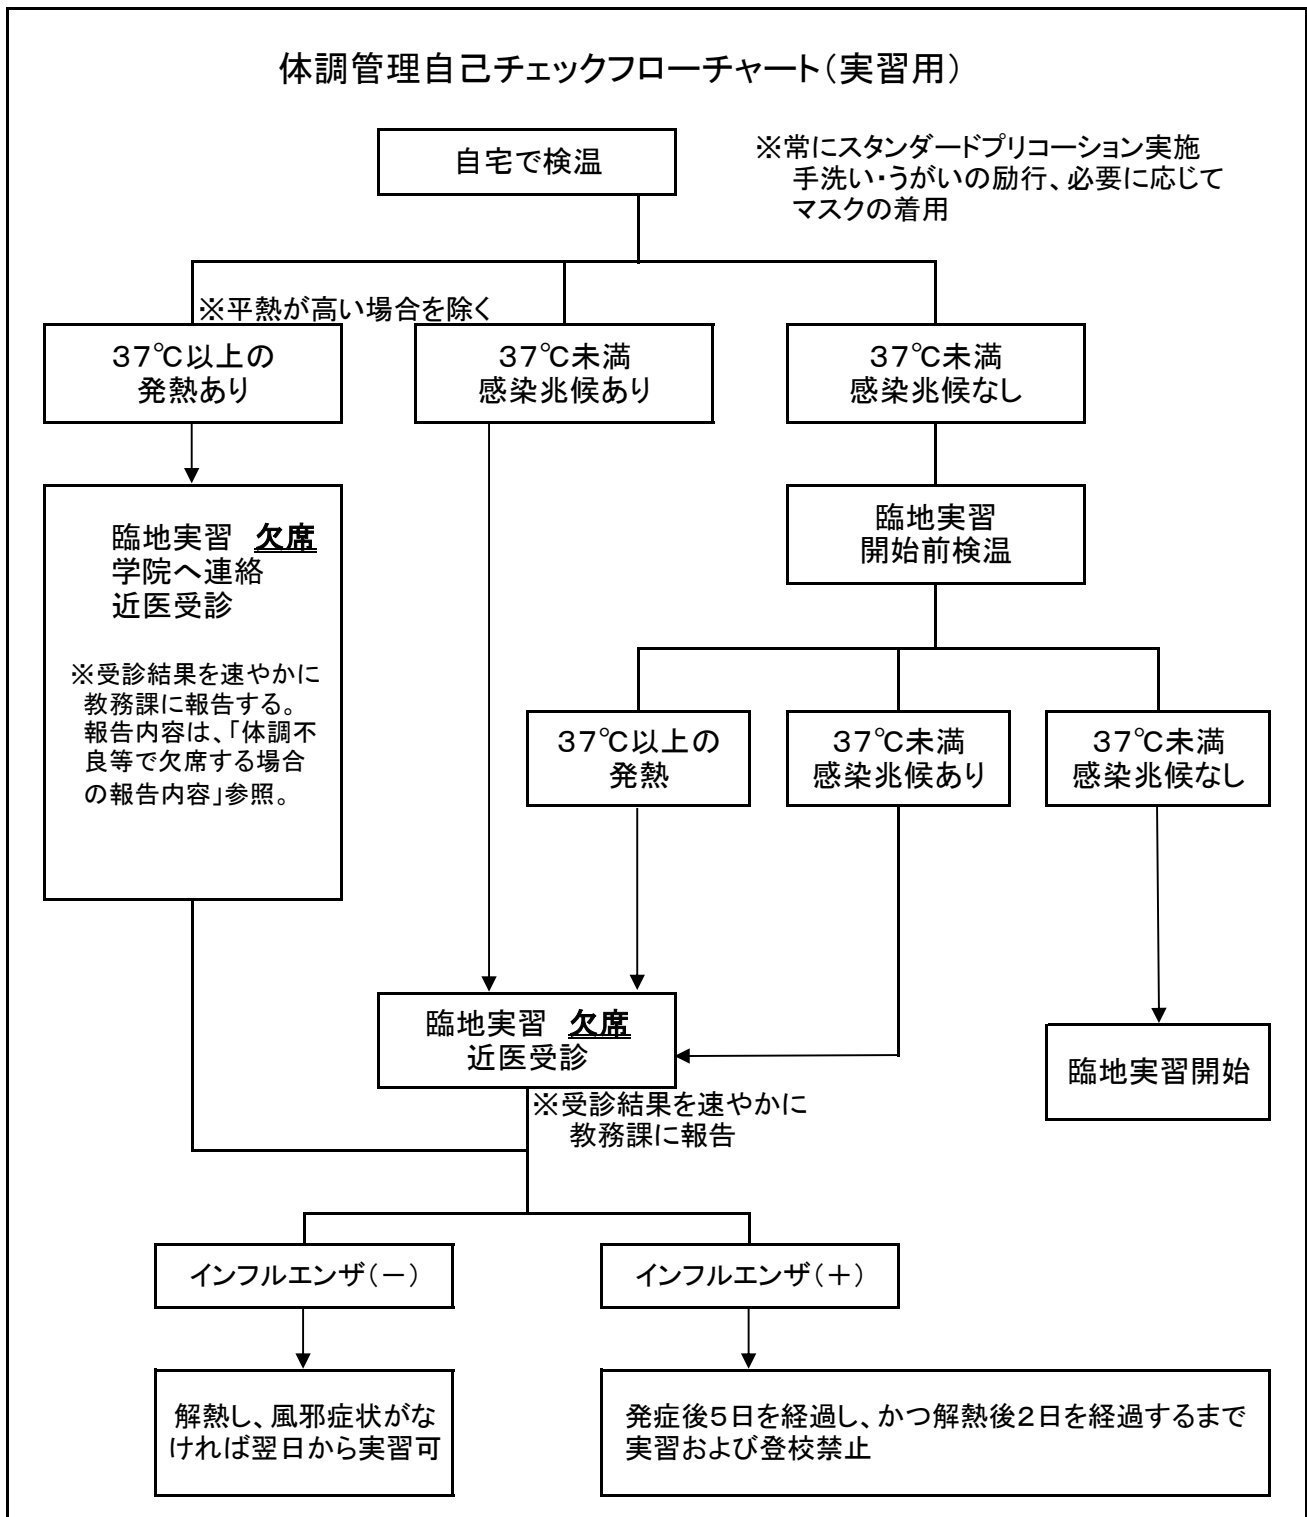 体調管理自己チェックフローチャート(実習用)
自宅で検温
※常にスタンダードプリコーション実施
手洗い・うがいの励行、必要に応じて
マスクの着用
※平熱が高い場合を除く
37℃以上の
発熱あり
37℃未満
感染兆候あり
37℃未満
感染兆候なし
臨地実習 欠席
学院へ連絡
近医受診
※受診結果を速やかに
教務課に報告する。
報告内容は、「体調不
良等で欠席する場合
の報告内容」参照。
臨地実習
開始前検温
37℃以上の
発熱
37℃未満
感染兆候あり
37℃未満
感染兆候なし
臨地実習 欠席
近医受診
※受診結果を速やかに
教務課に報告
臨地実習開始
インフルエンザ(-)
インフルエンザ(+)
解熱し、風邪症状がな
ければ翌日から実習可
発症後5日を経過し、かつ解熱後2日を経過するまで
実習および登校禁止